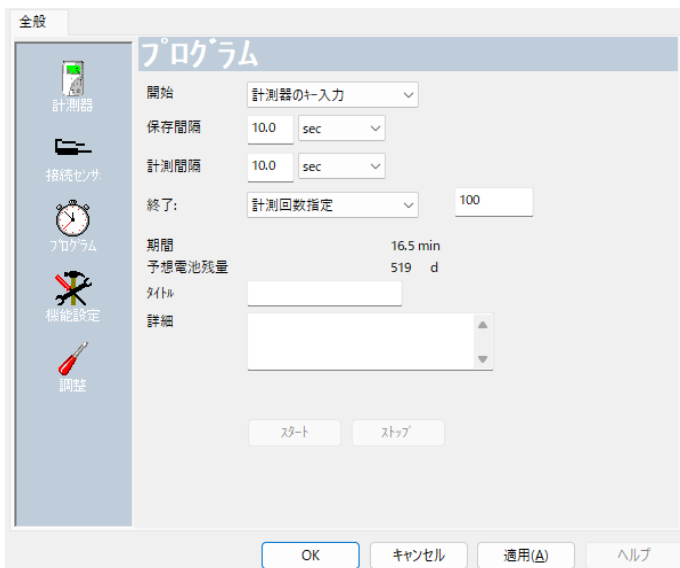 全般
プログラム
計測器
接続センサ:
プログラム
機能設定
調整
開始
計測器のキー入力
保存間隔
10.0
sec
計測間隔
10.0
sec
終了:
計測回数指定
100
期間
16.5 min
予想電池残量
519 d
タイトル
詳細
スタート
ストップ
OK
キャンセル
適用(A)
ヘルプ